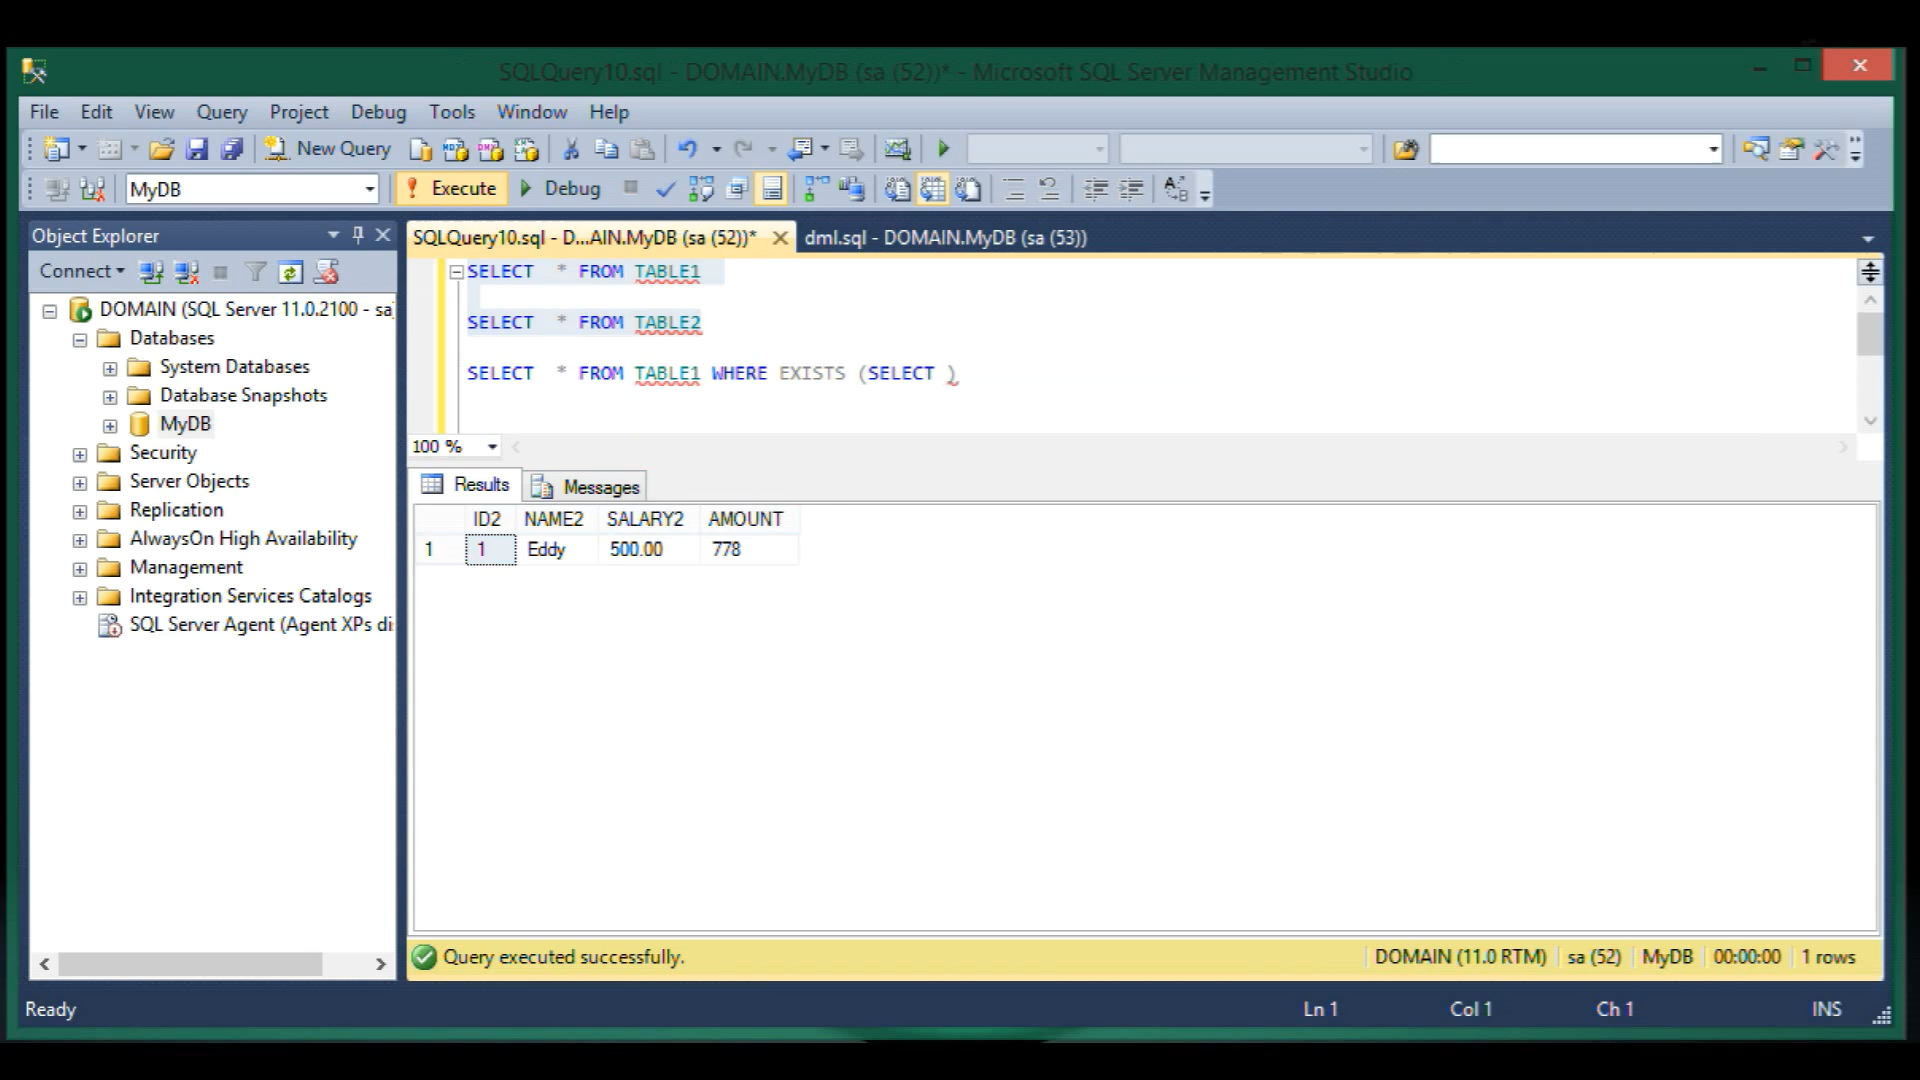 SQLQuery10.sql - DOMAIN.MyDB (sa (52))* - Microsoft SQL Server Management Studio
File Edit View Query Project Debug Tools Window Help
New Query
MyDB Execute Debug
Object Explorer
SQLQuery10.sql - D...AIN.MyDB (sa (52))* dml.sql - DOMAIN.MyDB (sa (53))
Connect
DOMAIN (SQL Server 11.0.2100 - sa
Databases
System Databases
Database Snapshots
MyDB
Security
Server Objects
Replication
AlwaysOn High Availability
Management
Integration Services Catalogs
SQL Server Agent (Agent XPs di
SELECT * FROM TABLE1
SELECT * FROM TABLE2
SELECT * FROM TABLE1 WHERE EXISTS (SELECT )
100 %
Results Messages
ID2 NAME2 SALARY2 AMOUNT
1 1 Eddy 500.00 778
Query executed successfully. DOMAIN (11.0 RTM) sa (52) MyDB 00:00:00 1 rows
Ready Ln 1 Col 1 Ch 1 INS